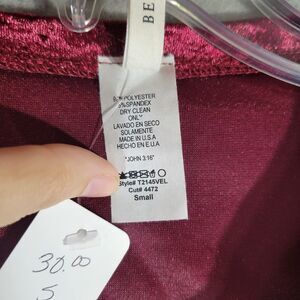 BE
POLYESTER
%SPANDEX
DRY CLEAN
ONLY
LAVADO EN SECO
SOLAMENTE
MADE IN U.S.A
HECHO EN E.U.A
"JOHN 3:16"
Style# T2145VEL
Cut# 4472
Small
30.00
S